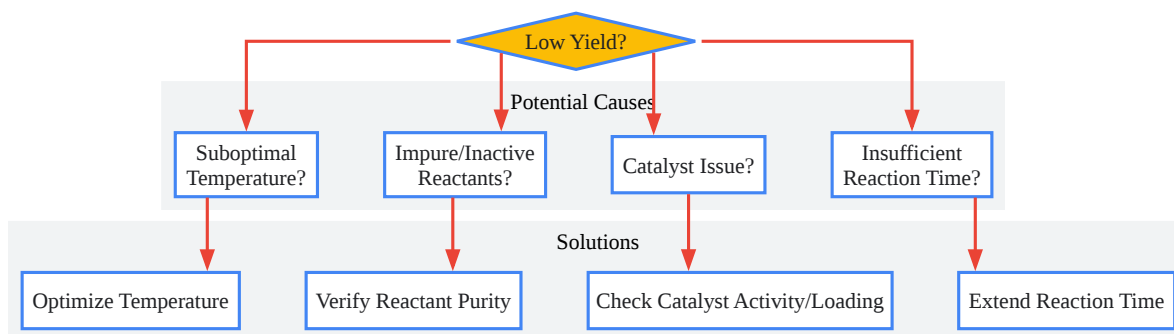 Low Yield?
Potential Causes
Suboptimal
Temperature?
Impure/Inactive
Reactants?
Catalyst Issue?
Insufficient
Reaction Time?
Solutions
Optimize Temperature
Verify Reactant Purity
Check Catalyst Activity/Loading
Extend Reaction Time